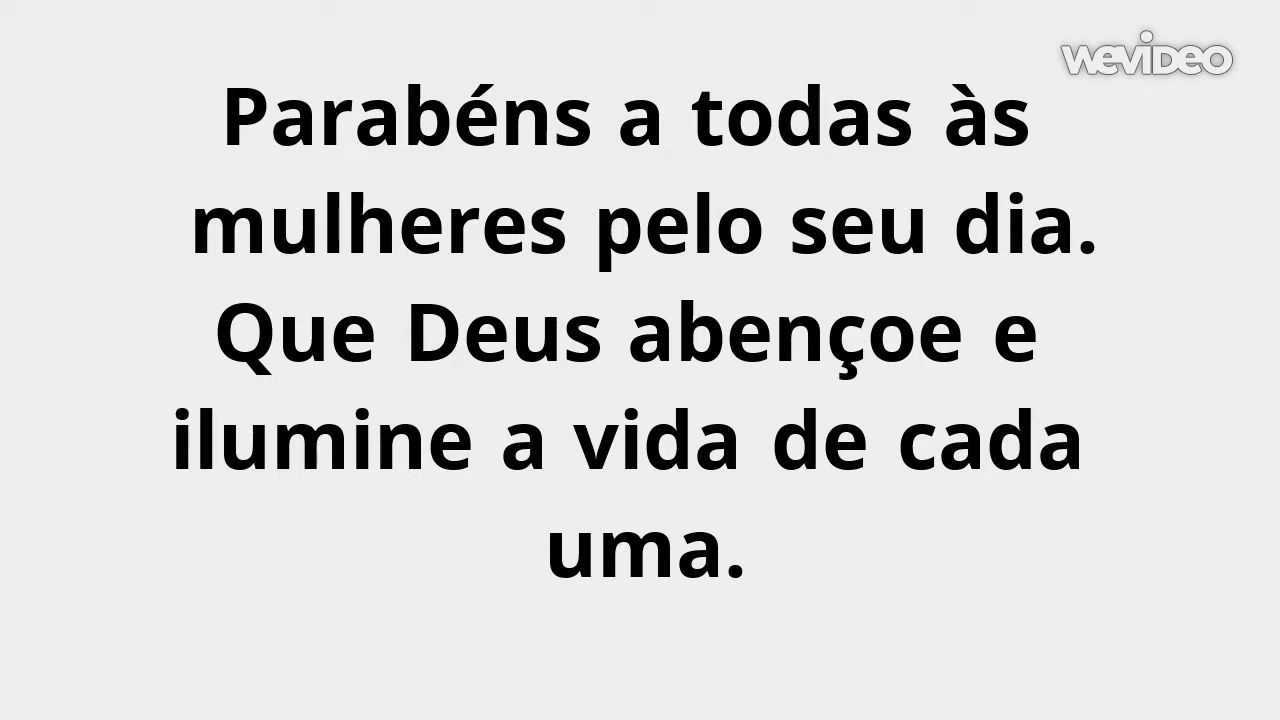 WeVideo
Parabéns a todas às
mulheres pelo seu dia.
Que Deus abençoe e
ilumine a vida de cada
uma.